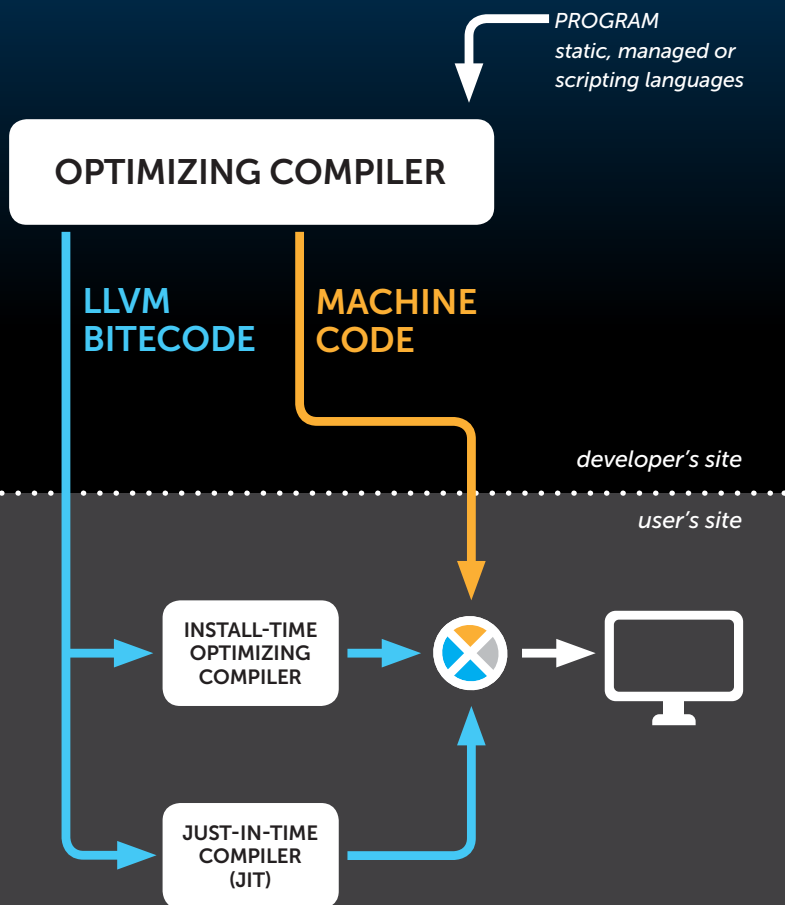 PROGRAM
static, managed or
scripting languages
OPTIMIZING COMPILER
LLVM
BITECODE
MACHINE
CODE
developer’s site
user’s site
INSTALL-TIME
OPTIMIZING
COMPILER
JUST-IN-TIME
COMPILER
(JIT)